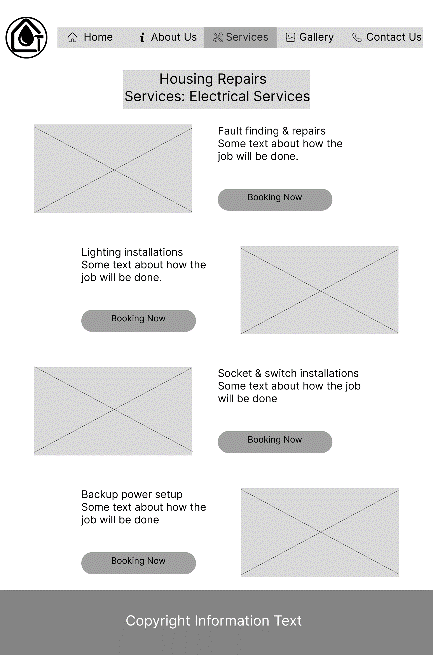 Home
About Us
Services
Gallery
Contact Us
Housing Repairs
Services: Electrical Services
Fault finding & repairs
Some text about how the
job will be done.
Booking Now
Lighting installations
Some text about how the
job will be done.
Booking Now
Socket & switch installations
Some text about how the job
will be done
Booking Now
Backup power setup
Some text about how the
job will be done
Booking Now
Copyright Information Text